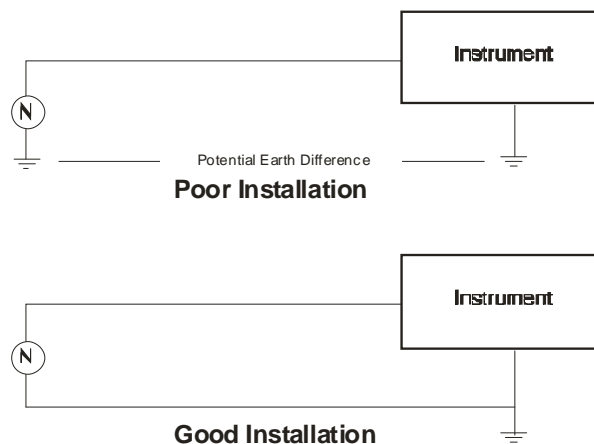 Instrument
N
Potential Earth Difference
Poor Installation
Instrument
N
Good Installation